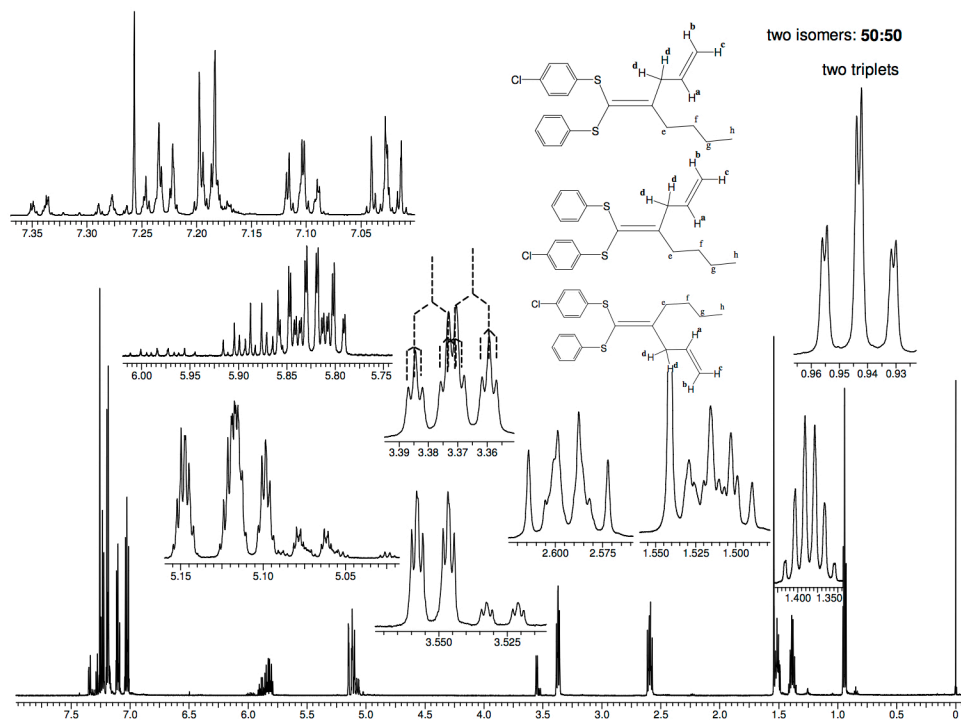 two isomers: 50:50
two triplets
7.35 7.30 7.25 7.20 7.15 7.10 7.05
b
H
H c
d
d H
H
H a
Cl
S
S
e
f
g
h
b
H
H c
d
d H
H
H a
S
Cl
S
e
f
g
h
Cl
S
S
e
f
g
h
a
H
d H
H d
H c
b H
0.96 0.95 0.94 0.93
6.00 5.95 5.90 5.85 5.80 5.75
3.39 3.38 3.37 3.36
2.600 2.575
1.550 1.525 1.500
5.15 5.10 5.05
1.400 1.350
3.550 3.525
7.5 7.0 6.5 6.0 5.5 5.0 4.5 4.0 3.5 3.0 2.5 2.0 1.5 1.0 0.5 0